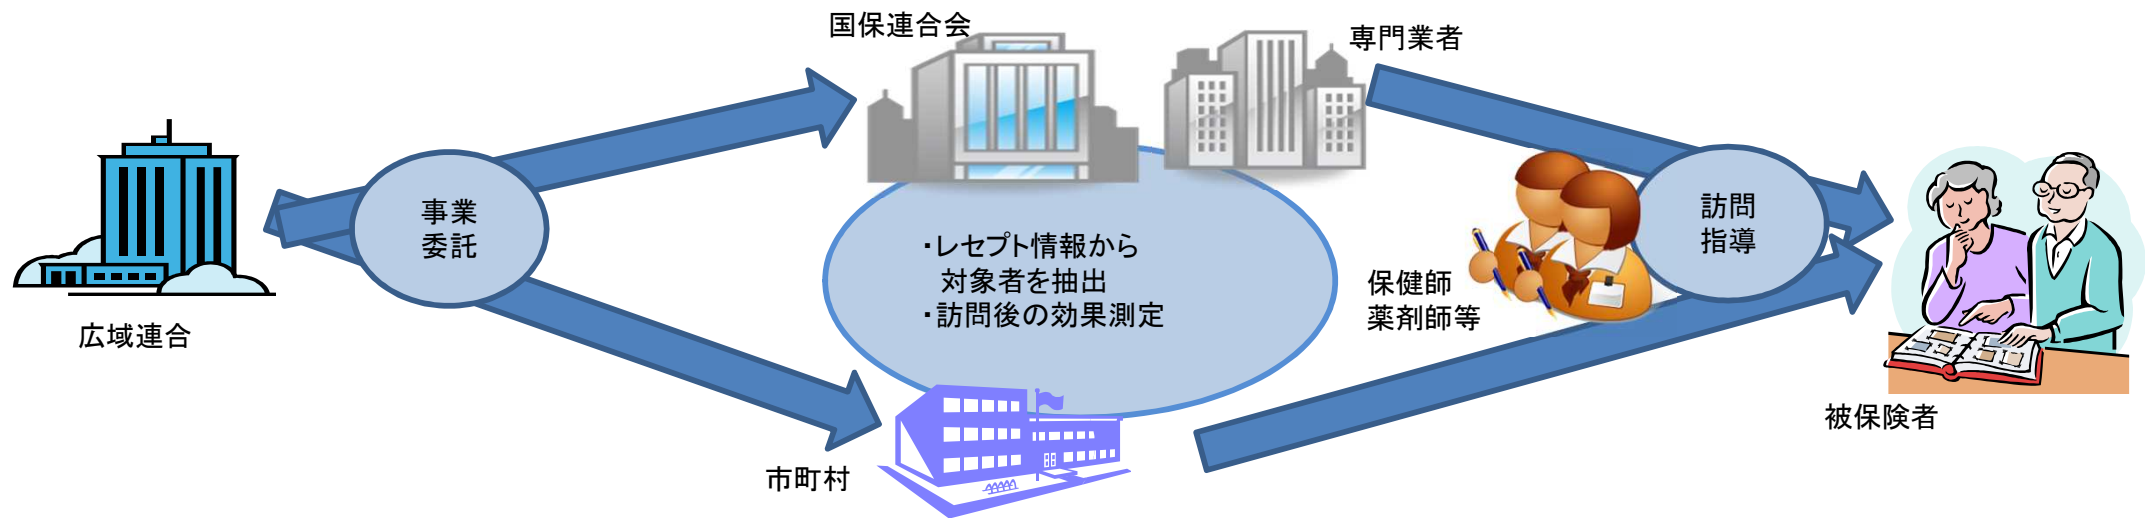 国保連合会
専門業者
事業
委託
・レセプト情報から
対象者を抽出
・訪問後の効果測定
訪問
指導
保健師
薬剤師等
広域連合
市町村
被保険者